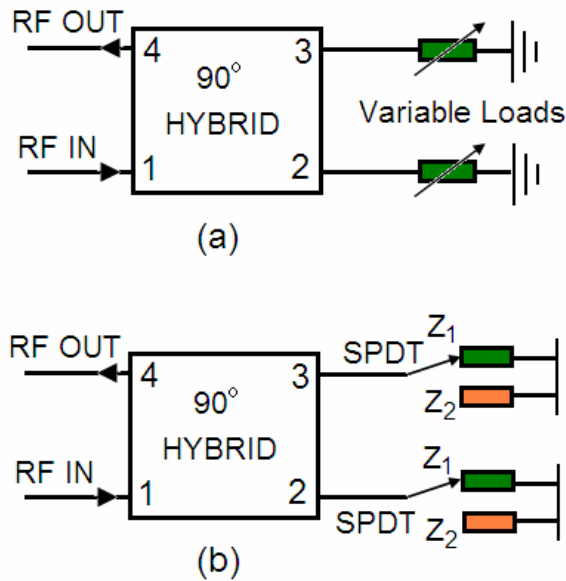 RF OUT
4
3
90°
HYBRID
Variable Loads
RF IN
1
2
(a)
Z₁
SPDT
RF OUT
4
3
Z₂
90°
HYBRID
Z₁
RF IN
1
2
SPDT
Z₂
(b)